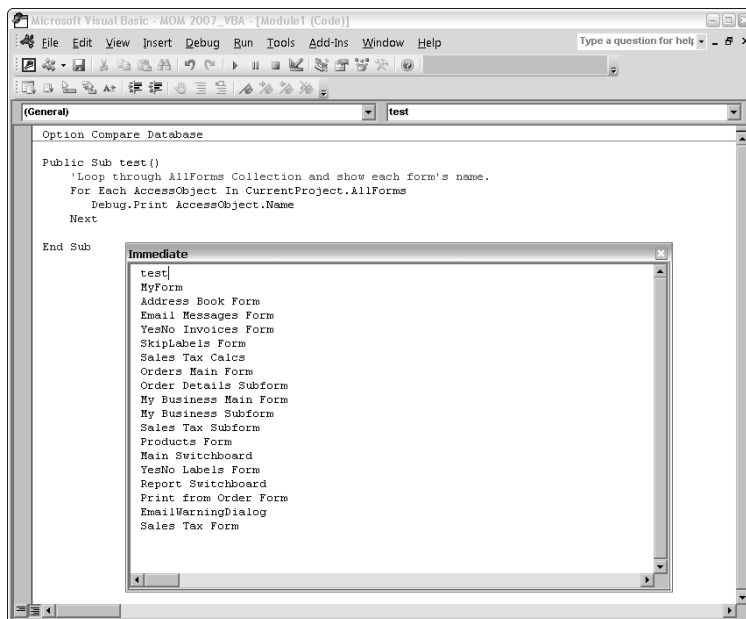 Microsoft Visual Basic - MOM 2007_VBA - [Module1 (Code)]
File Edit View Insert Debug Run Tools Add-Ins Window Help
Type a question for help
(General)
test
Option Compare Database
Public Sub test()
'Loop through AllForms Collection and show each form's name.
For Each AccessObject In CurrentProject.AllForms
Debug.Print AccessObject.Name
Next
End Sub
Immediate
test
MyForm
Address Book Form
Email Messages Form
YesNo Invoices Form
SkipLabels Form
Sales Tax Calcs
Orders Main Form
Order Details Subform
My Business Main Form
My Business Subform
Sales Tax Subform
Products Form
Main Switchboard
YesNo Labels Form
Report Switchboard
Print from Order Form
EmailWarningDialog
Sales Tax Form